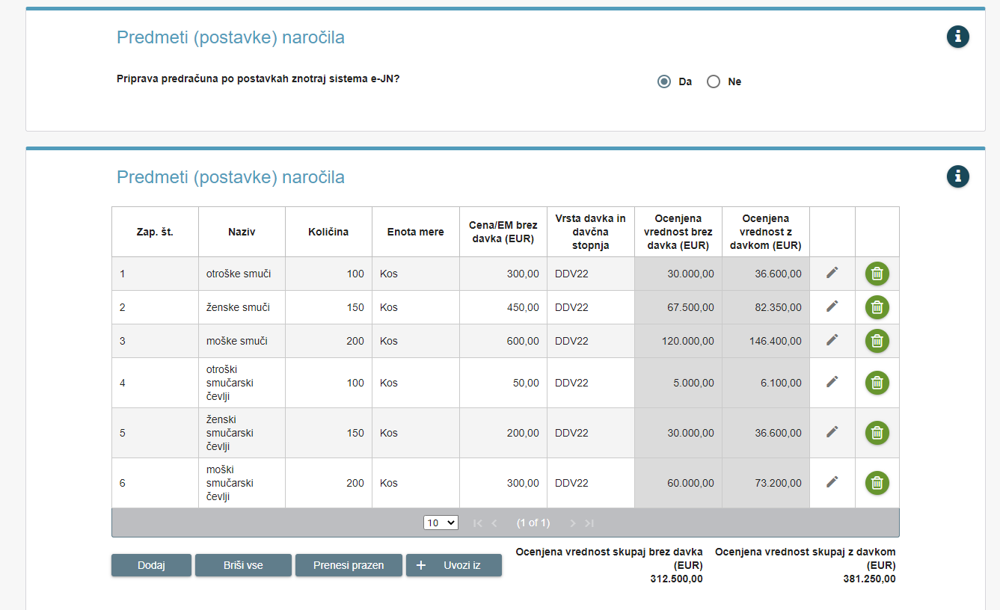 Predmeti (postavke) naročila
Priprava predračuna po postavkah znotraj sistema e-JN?
Da
Ne
Predmeti (postavke) naročila
Zap. št. Naziv Količina Enota mere Cena/EM brez davka (EUR) Vrsta davka in davčna stopnja Ocenjena vrednost brez davka (EUR) Ocenjena vrednost z davkom (EUR)
1 otroške smuči 100 Kos 300,00 DDV22 30.000,00 36.600,00
2 ženske smuči 150 Kos 450,00 DDV22 67.500,00 82.350,00
3 moške smuči 200 Kos 600,00 DDV22 120.000,00 146.400,00
4 otroški smučarski čevlji 100 Kos 50,00 DDV22 5.000,00 6.100,00
5 ženski smučarski čevlji 150 Kos 200,00 DDV22 30.000,00 36.600,00
6 moški smučarski čevlji 200 Kos 300,00 DDV22 60.000,00 73.200,00
10 (1 of 1)
Dodaj
Briši vse
Prenesi prazen
+ Uvozi iz
Ocenjena vrednost skupaj brez davka
(EUR)
312.500,00
Ocenjena vrednost skupaj z davkom
(EUR)
381.250,00